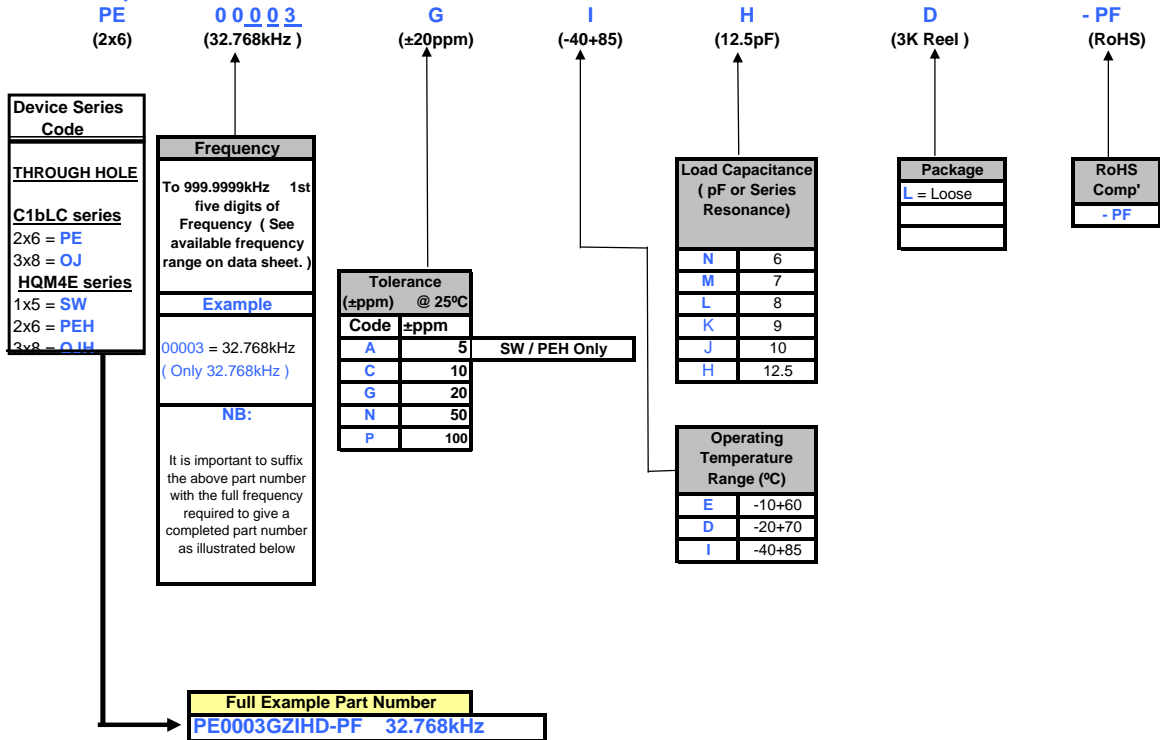 PE 00003 G I H D - PF
(2x6) (32.768kHz ) (±20ppm) (-40+85) (12.5pF) (3K Reel ) (RoHS)
Device Series
Code
THROUGH HOLE
C1bLC series
2x6 = PE
3x8 = OJ
HQM4E series
1x5 = SW
2x6 = PEH
3x8 = OJH
Frequency
To 999.9999kHz 1st
five digits of
Frequency ( See
available frequency
range on data sheet. )
Example
00003 = 32.768kHz
( Only 32.768kHz )
NB:
It is important to suffix
the above part number
with the full frequency
required to give a
completed part number
as illustrated below
Tolerance
(±ppm) @ 25ºC
Code ±ppm
A 5 SW / PEH Only
C 10
G 20
N 50
P 100
Load Capacitance
( pF or Series
Resonance)
N 6
M 7
L 8
K 9
J 10
H 12.5
Operating
Temperature
Range (ºC)
E -10+60
D -20+70
I -40+85
Package
L = Loose
RoHS
Comp'
- PF
Full Example Part Number
PE0003GZIHD-PF 32.768kHz